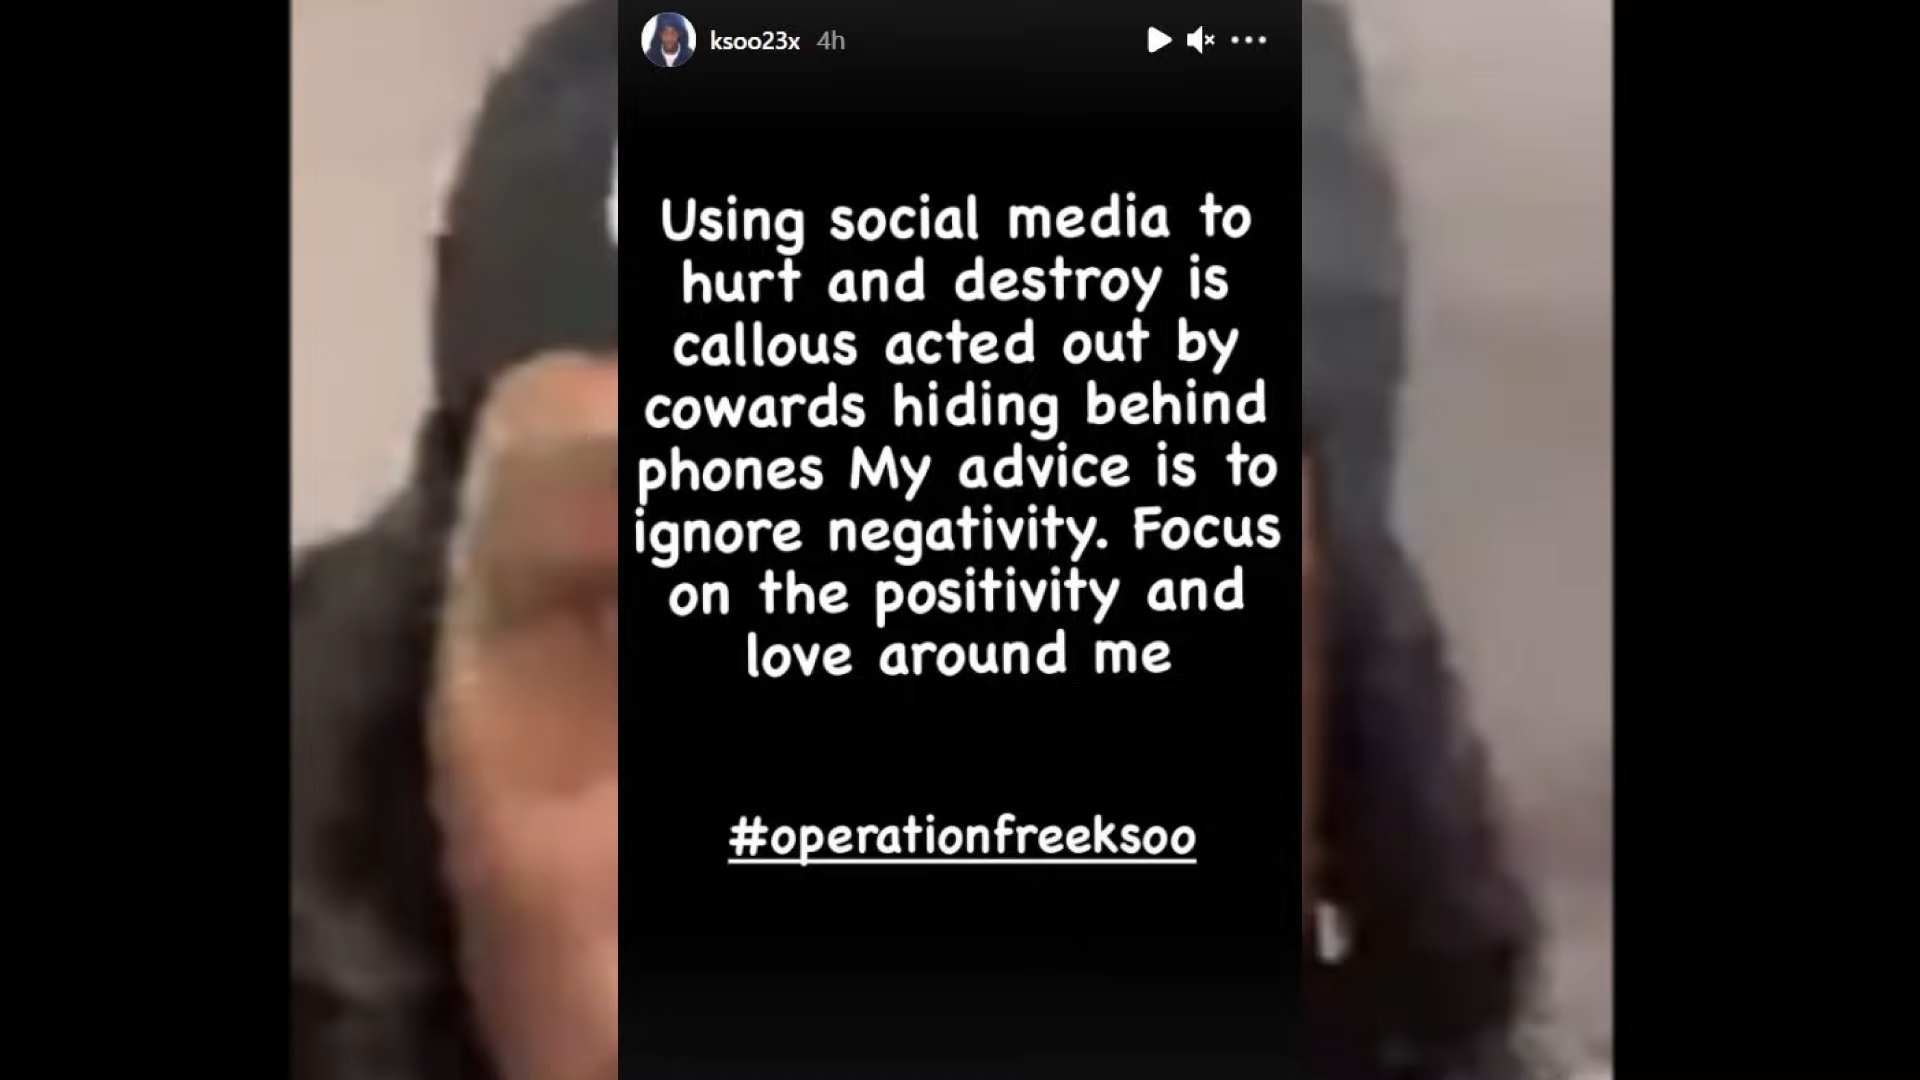 ksoo23x 4h
Using social media to
hurt and destroy is
callous acted out by
cowards hiding behind
phones My advice is to
ignore negativity. Focus
on the positivity and
love around me
#operationfreeksoo